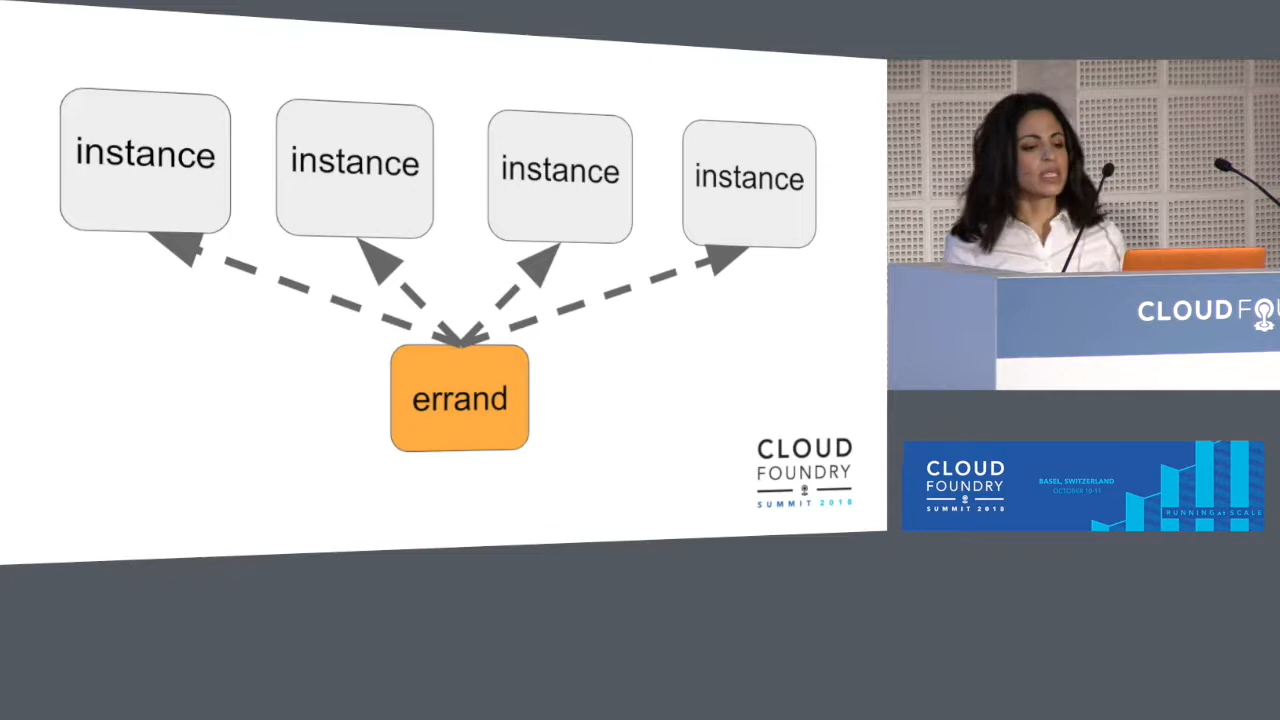 instance
instance
instance
instance
errand
CLOUD
FOUNDRY
SUMMIT 2018
CLOUD FOU
CLOUD
FOUNDRY
SUMMIT 2018
BASEL, SWITZERLAND
OCTOBER 10-11
RUNNING at SCALE